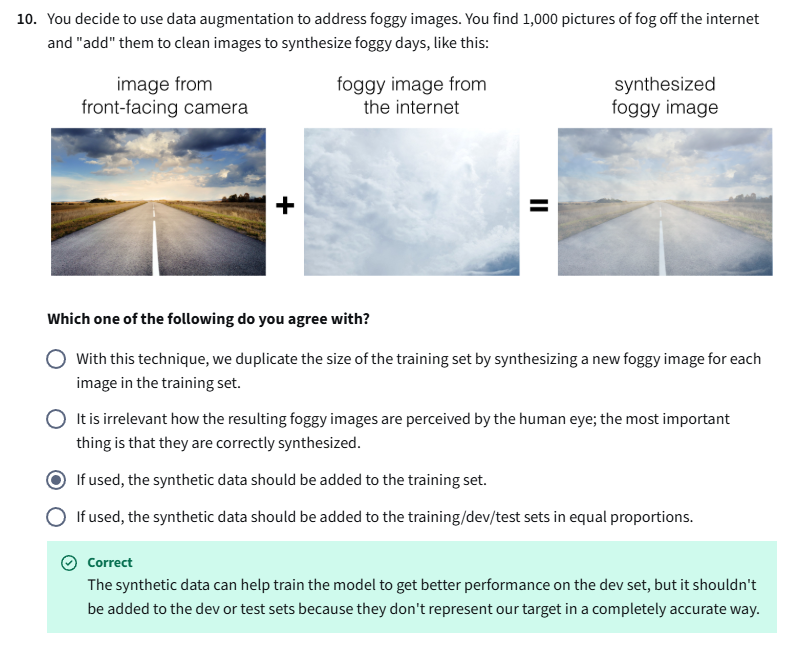 10. You decide to use data augmentation to address foggy images. You find 1,000 pictures of fog off the internet
and "add" them to clean images to synthesize foggy days, like this:
image from
front-facing camera
foggy image from
the internet
synthesized
foggy image
+
=
Which one of the following do you agree with?
With this technique, we duplicate the size of the training set by synthesizing a new foggy image for each
image in the training set.
It is irrelevant how the resulting foggy images are perceived by the human eye; the most important
thing is that they are correctly synthesized.
If used, the synthetic data should be added to the training set.
If used, the synthetic data should be added to the training/dev/test sets in equal proportions.
Correct
The synthetic data can help train the model to get better performance on the dev set, but it shouldn't
be added to the dev or test sets because they don't represent our target in a completely accurate way.